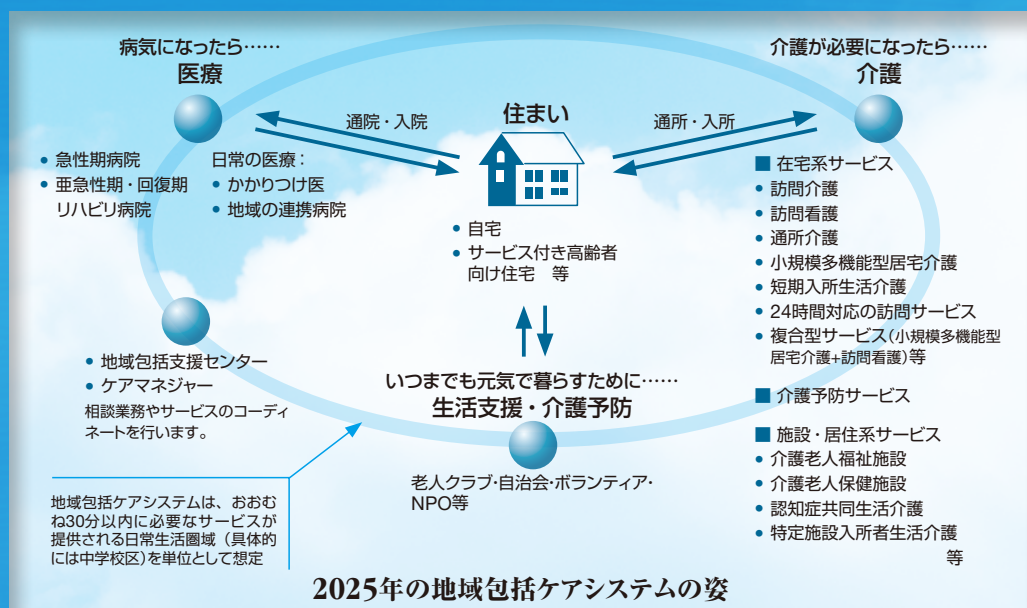 病気になったら……
医療
通院・入院
• 急性期病院
• 亜急性期・回復期
リハビリ病院
日常の医療：
• かかりつけ医
• 地域の連携病院
住まい
• 自宅
• サービス付き高齢者
向け住宅　等
介護が必要になったら……
介護
通所・入所
■ 在宅系サービス
• 訪問介護
• 訪問看護
• 通所介護
• 小規模多機能型居宅介護
• 短期入所生活介護
• 24時間対応の訪問サービス
• 複合型サービス（小規模多機能型
居宅介護+訪問看護）等
■ 介護予防サービス
■ 施設・居住系サービス
• 介護老人福祉施設
• 介護老人保健施設
• 認知症共同生活介護
• 特定施設入所者生活介護
等
• 地域包括支援センター
• ケアマネジャー
相談業務やサービスのコーディ
ネートを行います。
いつまでも元気で暮らすために……
生活支援・介護予防
老人クラブ・自治会・ボランティア・
NPO等
地域包括ケアシステムは、おおむ
ね30分以内に必要なサービスが
提供される日常生活圏域（具体的
には中学校区）を単位として想定
2025年の地域包括ケアシステムの姿